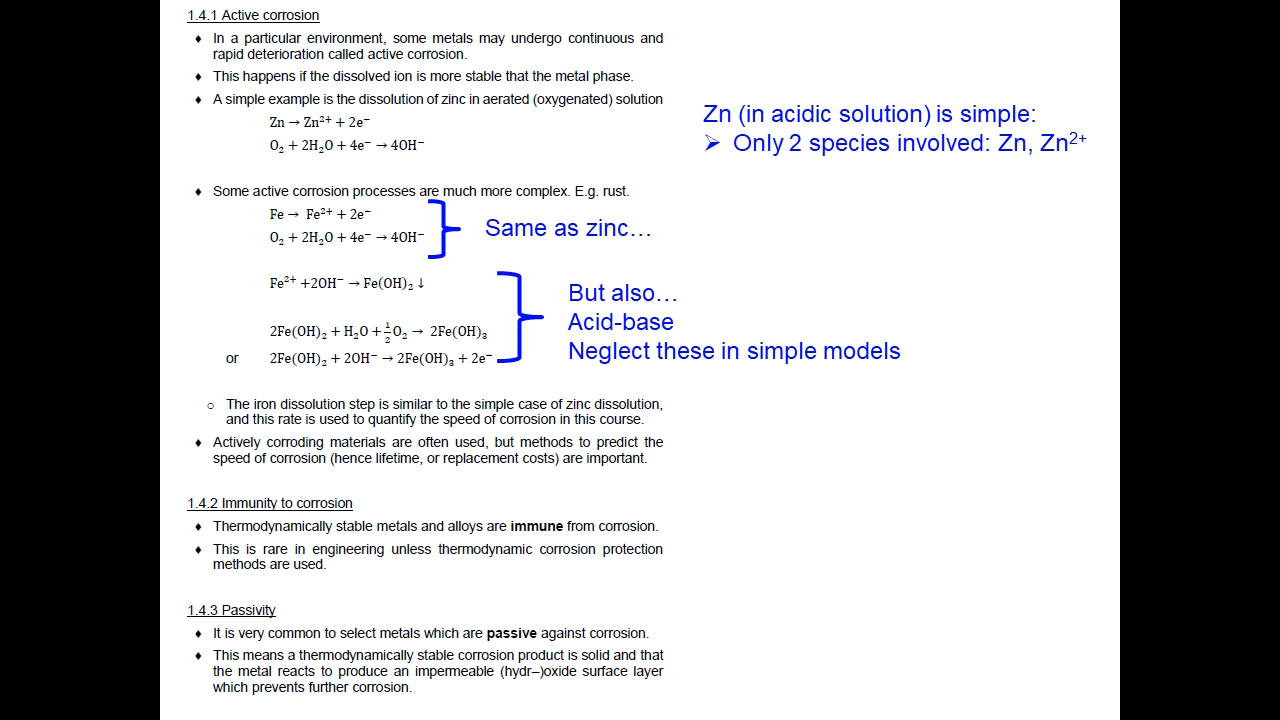 1.4.1 Active corrosion
♦ In a particular environment, some metals may undergo continuous and
rapid deterioration called active corrosion.
♦ This happens if the dissolved ion is more stable that the metal phase.
♦ A simple example is the dissolution of zinc in aerated (oxygenated) solution
Zn → Zn²⁺ + 2e⁻
O₂ + 2H₂O + 4e⁻ → 4OH⁻
Zn (in acidic solution) is simple:
➢ Only 2 species involved: Zn, Zn²⁺
♦ Some active corrosion processes are much more complex. E.g. rust.
Fe → Fe²⁺ + 2e⁻
O₂ + 2H₂O + 4e⁻ → 4OH⁻
Same as zinc…
Fe²⁺ +2OH⁻ → Fe(OH)₂ ↓
2Fe(OH)₂ + H₂O + ½O₂ → 2Fe(OH)₃
or 2Fe(OH)₂ + 2OH⁻ → 2Fe(OH)₃ + 2e⁻
But also…
Acid-base
Neglect these in simple models
○ The iron dissolution step is similar to the simple case of zinc dissolution,
and this rate is used to quantify the speed of corrosion in this course.
♦ Actively corroding materials are often used, but methods to predict the
speed of corrosion (hence lifetime, or replacement costs) are important.
1.4.2 Immunity to corrosion
♦ Thermodynamically stable metals and alloys are immune from corrosion.
♦ This is rare in engineering unless thermodynamic corrosion protection
methods are used.
1.4.3 Passivity
♦ It is very common to select metals which are passive against corrosion.
♦ This means a thermodynamically stable corrosion product is solid and that
the metal reacts to produce an impermeable (hydr–)oxide surface layer
which prevents further corrosion.